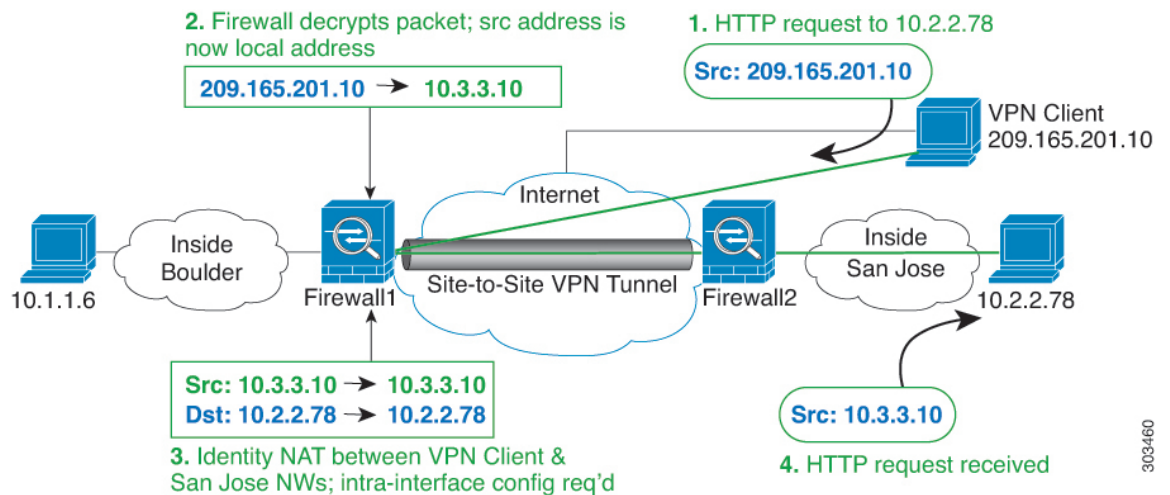 2. Firewall decrypts packet; src address is
now local address
209.165.201.10 → 10.3.3.10
1. HTTP request to 10.2.2.78
Src: 209.165.201.10
VPN Client
209.165.201.10
Internet
Inside
Boulder
10.1.1.6
Firewall1
Site-to-Site VPN Tunnel
Firewall2
Inside
San Jose
10.2.2.78
Src: 10.3.3.10 → 10.3.3.10
Dst: 10.2.2.78 → 10.2.2.78
3. Identity NAT between VPN Client &
San Jose NWs; intra-interface config req'd
Src: 10.3.3.10
4. HTTP request received
303460